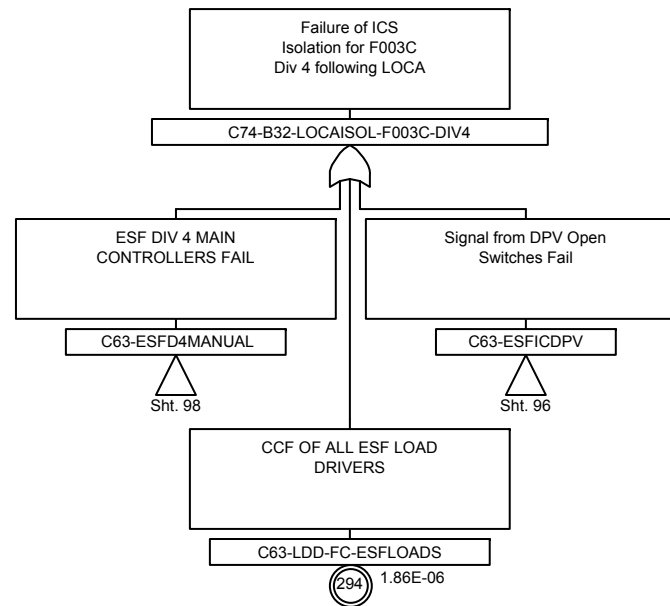 Failure of ICS
Isolation for F003C
Div 4 following LOCA
C74-B32-LOCAISOL-F003C-DIV4
ESF DIV 4 MAIN
CONTROLLERS FAIL
C63-ESFD4MANUAL
Sht. 98
Signal from DPV Open
Switches Fail
C63-ESFICDPV
Sht. 96
CCF OF ALL ESF LOAD
DRIVERS
C63-LDD-FC-ESFLOADS
294
1.86E-06